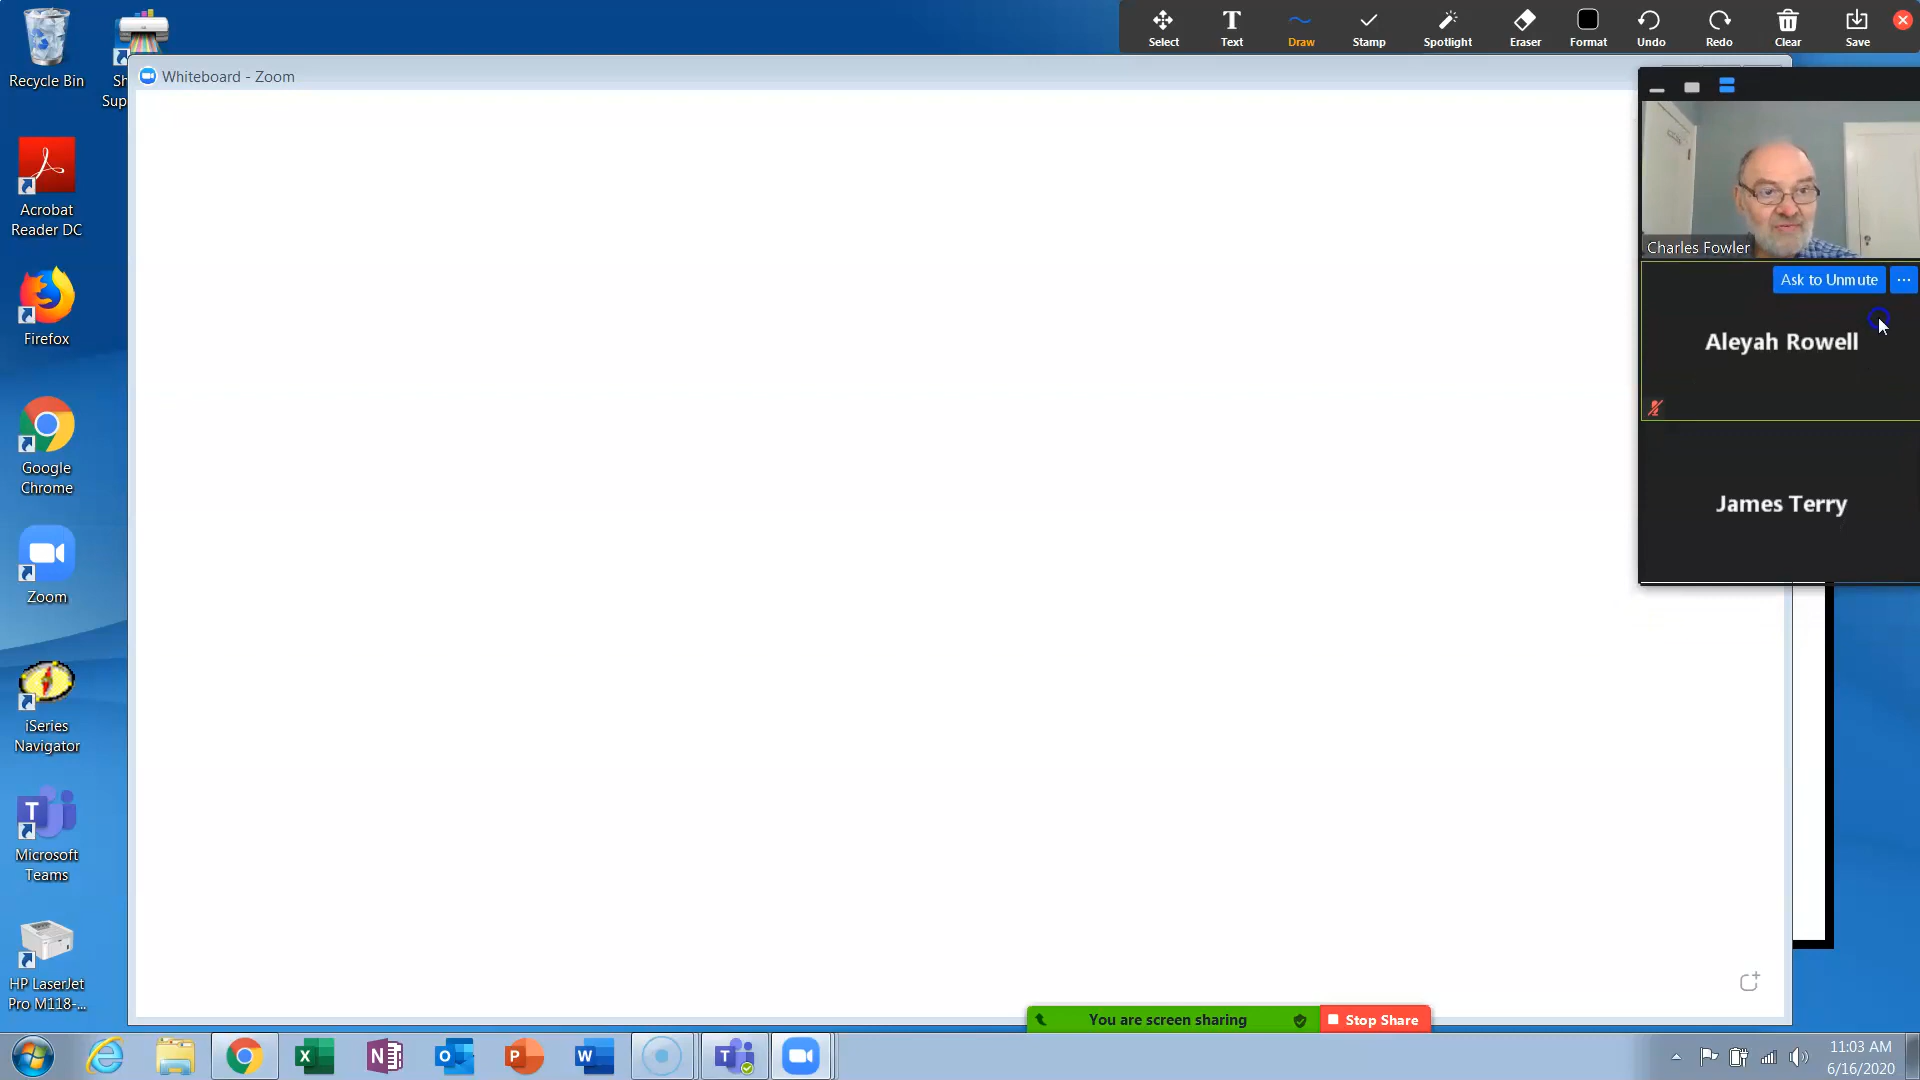 Recycle Bin
Sh
Sup
Acrobat
Reader DC
Firefox
Google
Chrome
Zoom
iSeries
Navigator
Microsoft
Teams
HP LaserJet
Pro M118-...
Whiteboard - Zoom
Select
Text
Draw
Stamp
Spotlight
Eraser
Format
Undo
Redo
Clear
Save
Charles Fowler
Ask to Unmute
Aleyah Rowell
James Terry
You are screen sharing
Stop Share
11:03 AM
6/16/2020